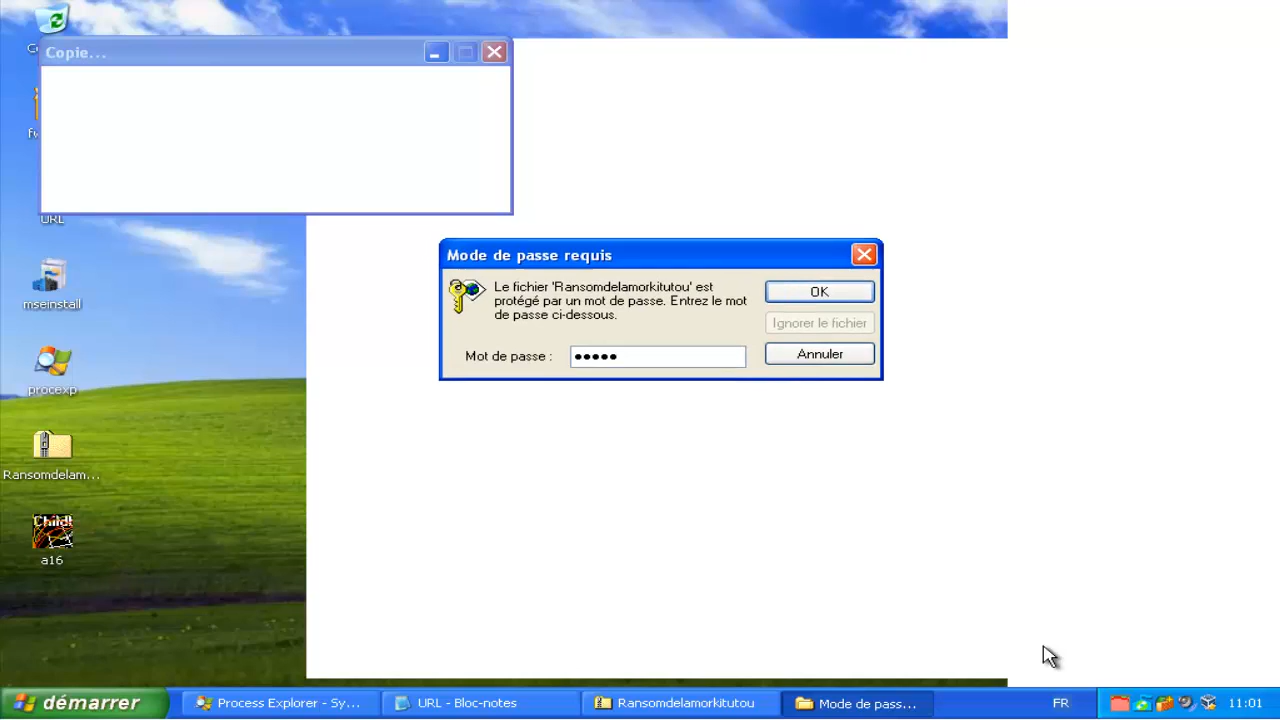 Copie...
URL
mseinstall
procexp
Ransomdelam...
Child!
a16
Mode de passe requis
Le fichier 'Ransomdelamorkitutou' est
protégé par un mot de passe. Entrez le mot
de passe ci-dessous.
Mot de passe :
OK
Ignorer le fichier
Annuler
démarrer
Process Explorer - Sy...
URL - Bloc-notes
Ransomdelamorkitutou
Mode de pass...
FR
11:01